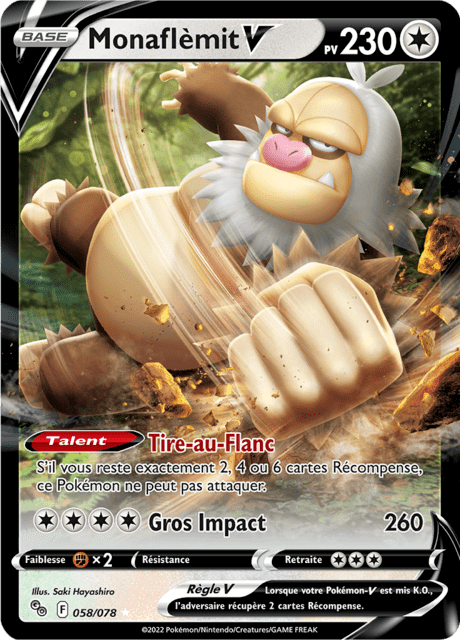 BASE Monaflèmit V PV 230
Talent Tire-au-Flanc
S'il vous reste exactement 2, 4 ou 6 cartes Récompense,
ce Pokémon ne peut pas attaquer.
Gros Impact 260
Faiblesse ×2 Résistance Retraite
Illus. Saki Hayashiro
Règle V Lorsque votre Pokémon-V est mis K.O.,
l'adversaire récupère 2 cartes Récompense.
GO F 058/078
©2022 Pokémon/Nintendo/Creatures/GAME FREAK